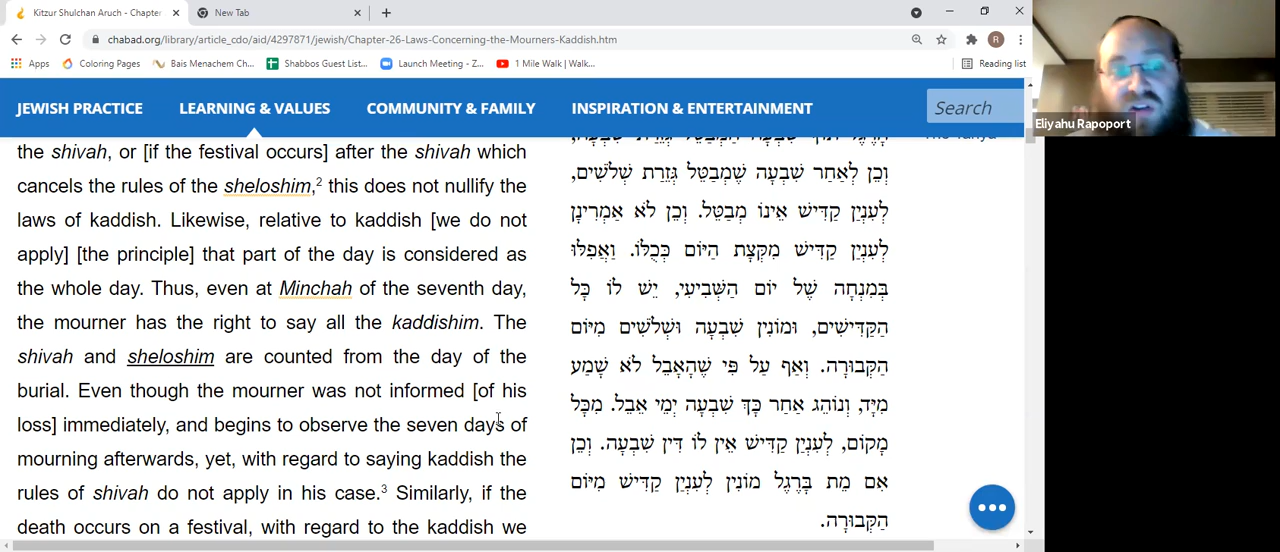 Kitzur Shulchan Aruch - Chapter
New Tab
chabad.org/library/article_cdo/aid/4297871/jewish/Chapter-26-Laws-Concerning-the-Mourners-Kaddish.htm
R
Apps
Coloring Pages
Bais Menachem Ch...
Shabbos Guest List...
Launch Meeting - Z...
1 Mile Walk | Walk...
Reading list
JEWISH PRACTICE
LEARNING & VALUES
COMMUNITY & FAMILY
INSPIRATION & ENTERTAINMENT
Search
Eliyahu Rapoport
the shivah, or [if the festival occurs] after the shivah which
cancels the rules of the sheloshim,2 this does not nullify the
laws of kaddish. Likewise, relative to kaddish [we do not
apply] [the principle] that part of the day is considered as
the whole day. Thus, even at Minchah of the seventh day,
the mourner has the right to say all the kaddishim. The
shivah and sheloshim are counted from the day of the
burial. Even though the mourner was not informed [of his
loss] immediately, and begins to observe the seven days of
mourning afterwards, yet, with regard to saying kaddish the
rules of shivah do not apply in his case.3 Similarly, if the
death occurs on a festival, with regard to the kaddish we
וְכֵן לְאַחַר שִׁבְעָה שֶׁמְבַטֵּל גְּזֵרַת שְׁלֹשִׁים,
לְעִנְיַן קַדִּישׁ אֵינוֹ מְבַטֵּל. וְכֵן לֹא אַמְרִינָן
לְעִנְיַן קַדִּישׁ מִקְצָת הַיּוֹם כְּכֻלּוֹ. וַאֲפִלּוּ
בְּמִנְחָה שֶׁל יוֹם הַשְּׁבִיעִי, יֵשׁ לוֹ כָּל
הַקַּדִּישִׁים, וּמוֹנִין שִׁבְעָה וּשְׁלֹשִׁים מִיּוֹם
הַקְּבוּרָה. וְאַף עַל פִּי שֶׁהָאָבֵל לֹא שָׁמַע
מִיָּד, וְנוֹהֵג אַחַר כָּךְ שִׁבְעָה יְמֵי אֵבֶל. מִכָּל
מָקוֹם, לְעִנְיַן קַדִּישׁ אֵין לוֹ דִּין שִׁבְעָה. וְכֵן
אִם מֵת בָּרֶגֶל מוֹנִין לְעִנְיַן קַדִּישׁ מִיּוֹם
הַקְּבוּרָה.